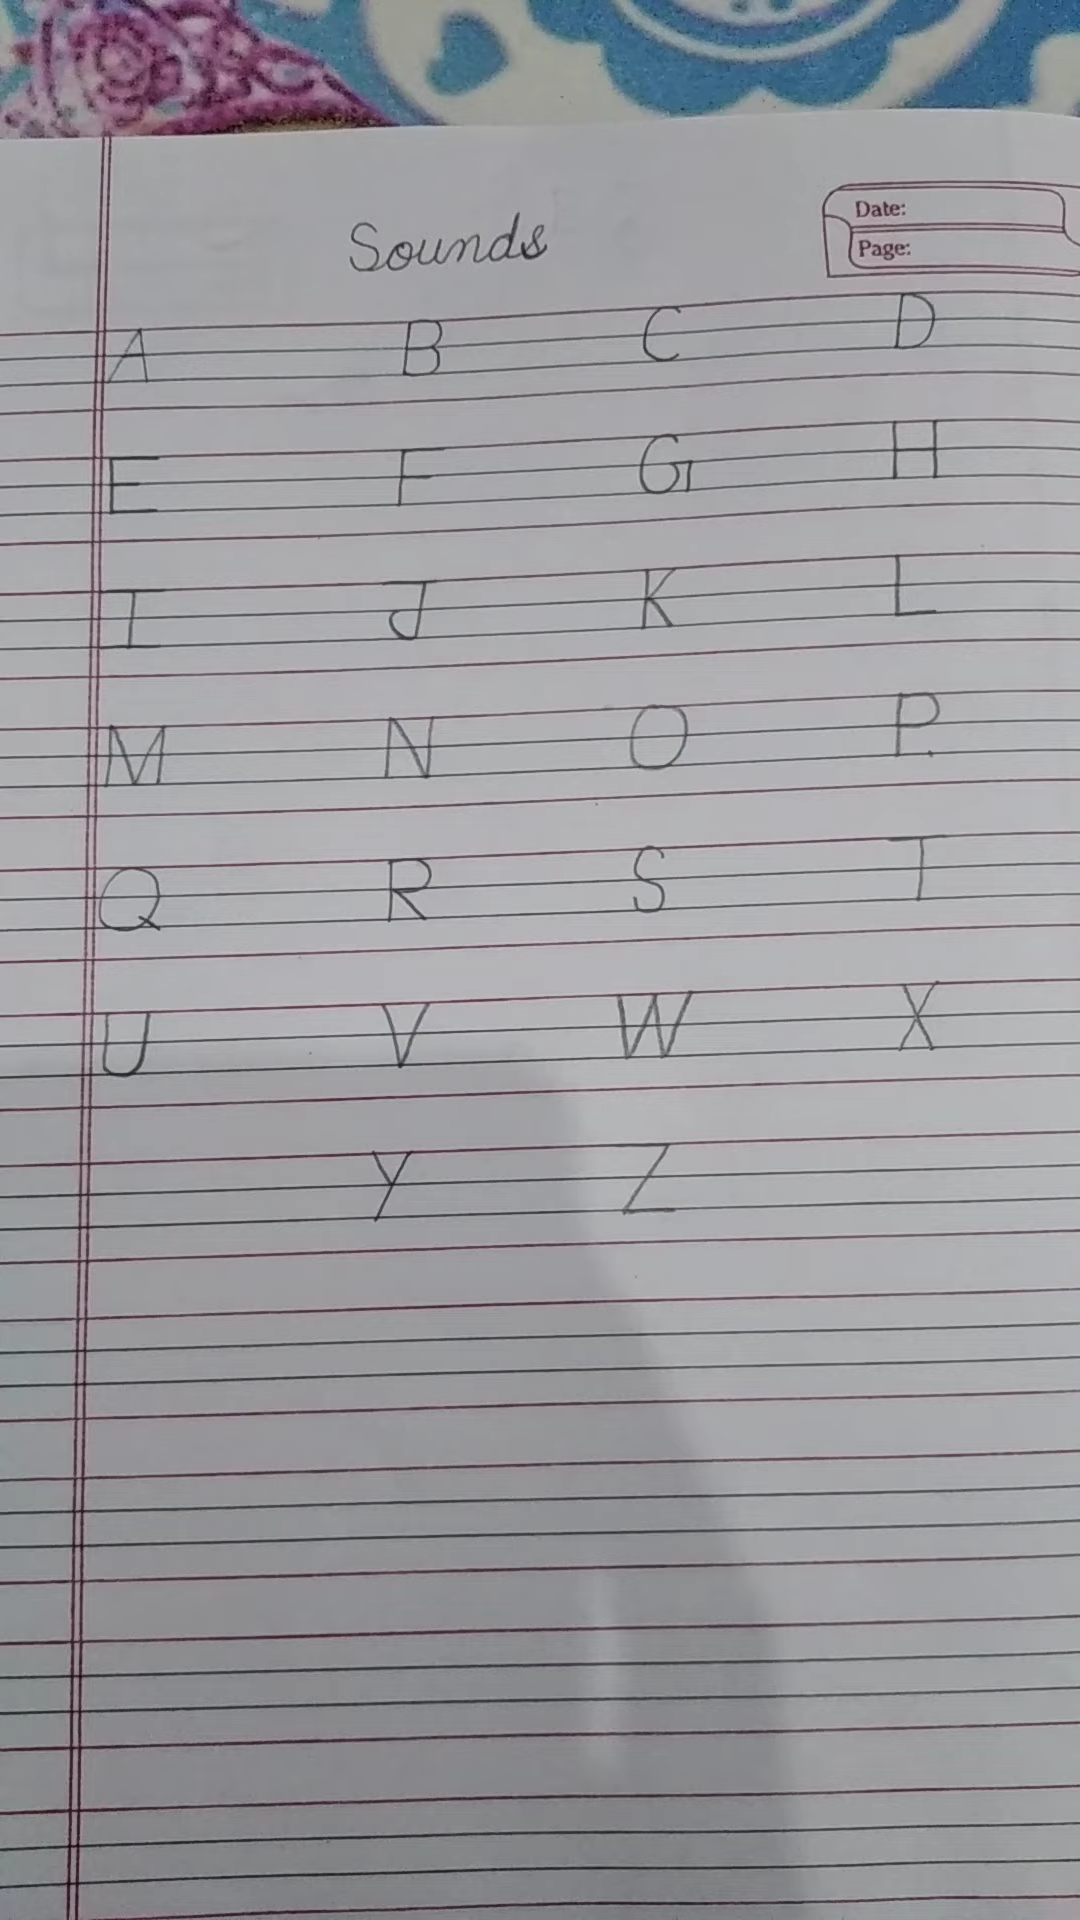 Sounds
Date:
Page:
A B C D
E F G H
I J K L
M N O P.
Q R S T
U V W X
Y Z